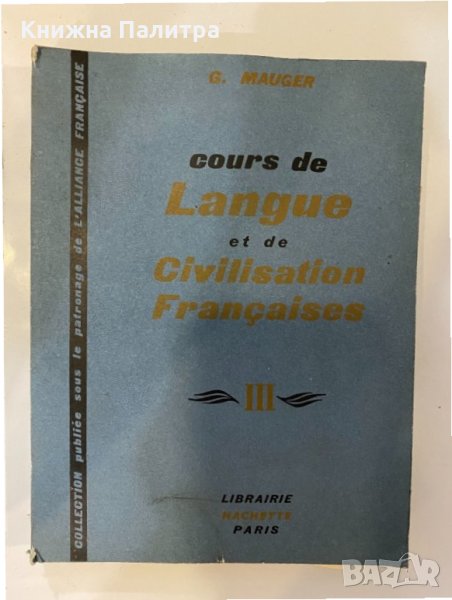 Книжна Палитра
G. MAUGER
cours de
Langue
et de
Civilisation
Françaises
III
LIBRAIRIE
HACHETTE
PARIS
COLLECTION publiée sous le patronage de L'ALLIANCE FRANÇAISE
BAZAR